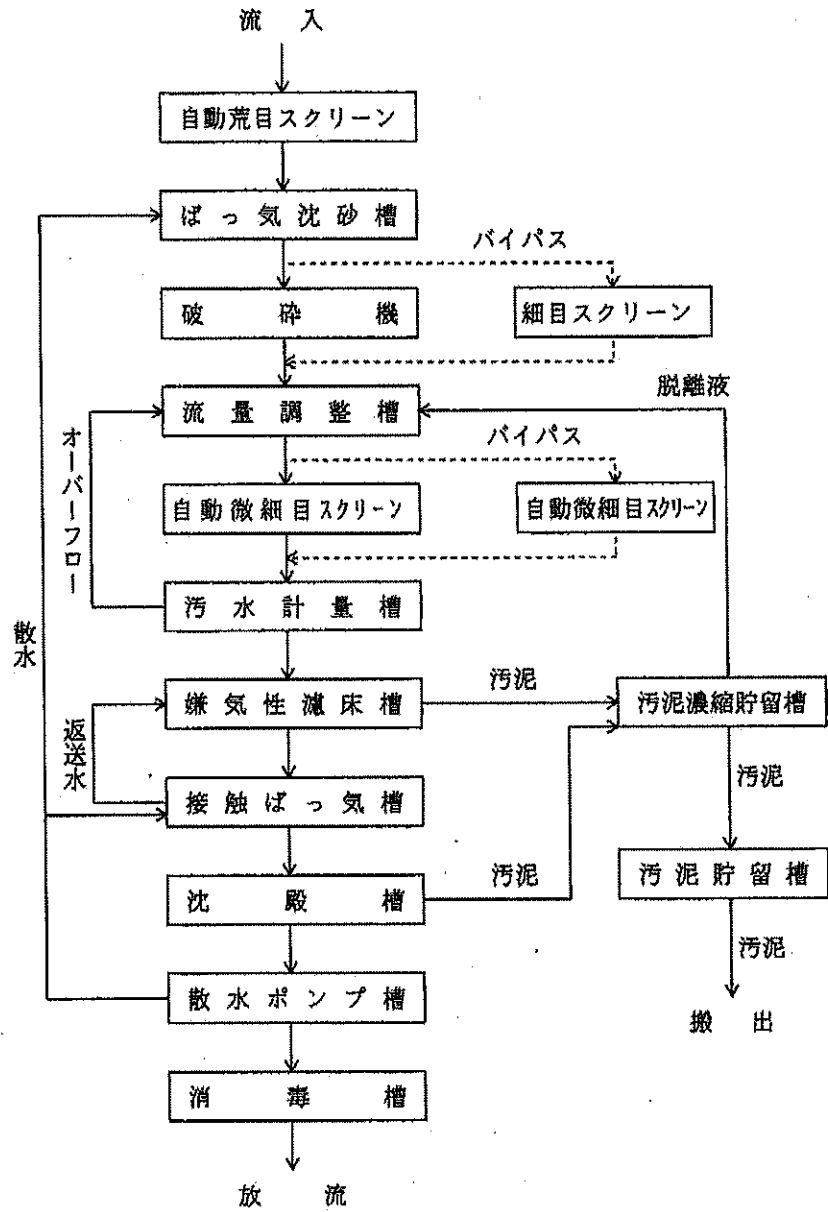 流入
自動荒目スクリーン
ばっ気沈砂槽
バイパス
破砕機
細目スクリーン
脱離液
流量調整槽
バイパス
オーバーフロー
自動微細目スクリーン
自動微細目スクリーン
汚水計量槽
散水
汚泥
嫌気性濾床槽
汚泥濃縮貯留槽
返送水
汚泥
接触ばっ気槽
汚泥
汚泥貯留槽
沈殿槽
汚泥
散水ポンプ槽
搬出
消毒槽
放流